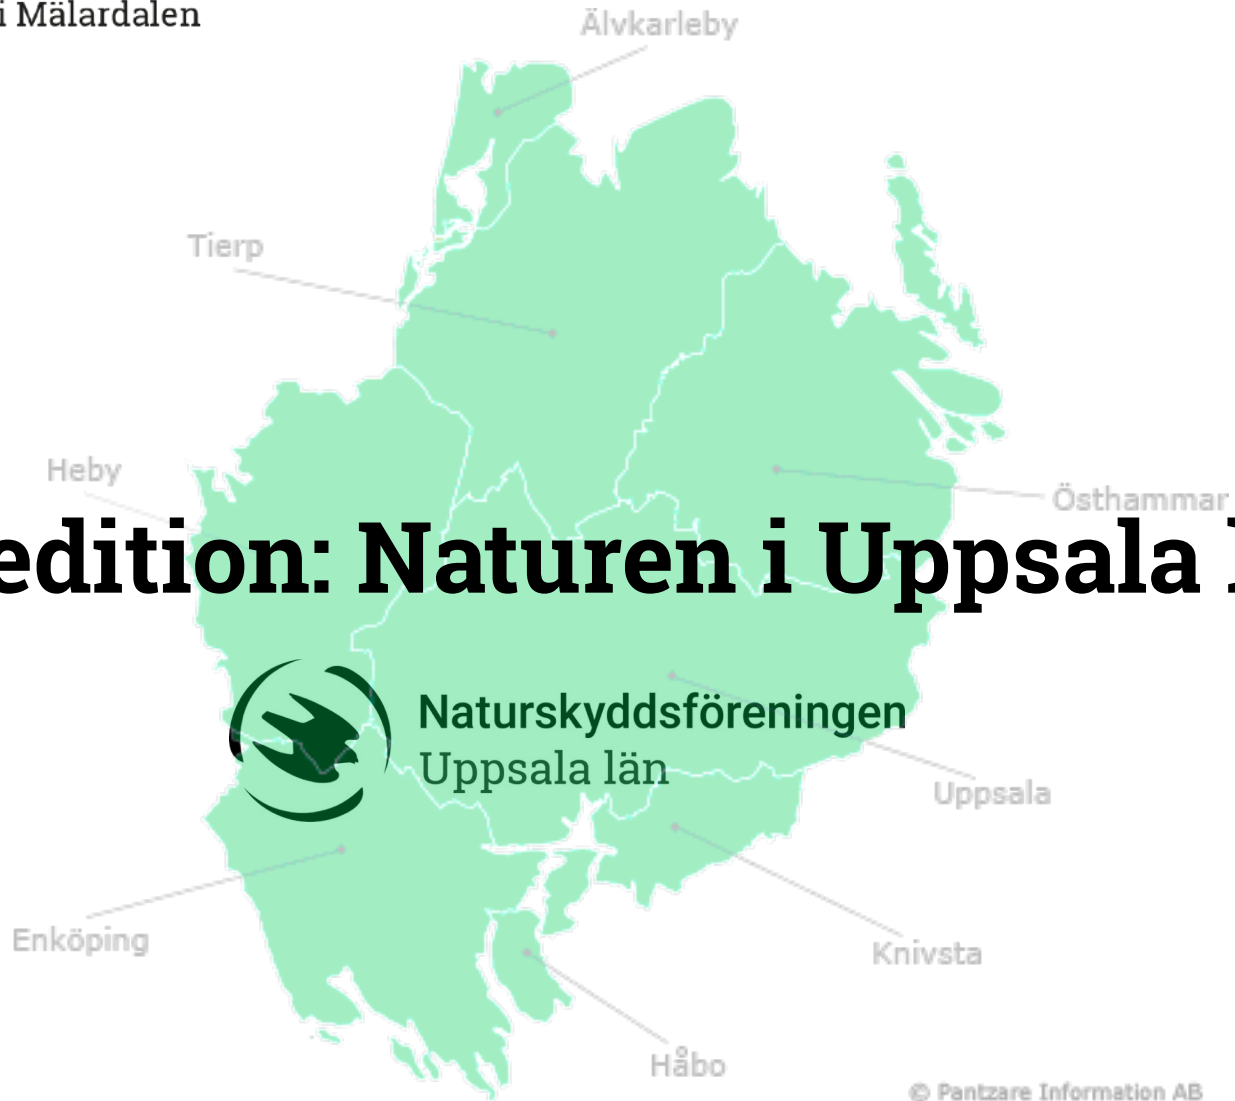 i Mälardalen
Älvkarleby
Tierp
Heby
Östhammar
edition: Naturen i Uppsala
Naturskyddsföreningen
Uppsala län
Uppsala
Enköping
Knivsta
Håbo
© Pantzare Information AB